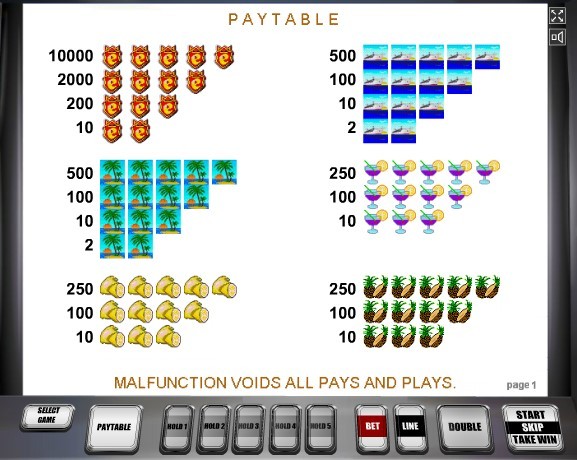 PAYTABLE
10000
2000
200
10
500
100
10
2
500
100
10
2
250
100
10
250
100
10
250
100
10
MALFUNCTION VOIDS ALL PAYS AND PLAYS.
page 1
SELECT
GAME
PAYTABLE
HOLD 1
HOLD 2
HOLD 3
HOLD 4
HOLD 5
BET
LINE
DOUBLE
START
SKIP
TAKE WIN